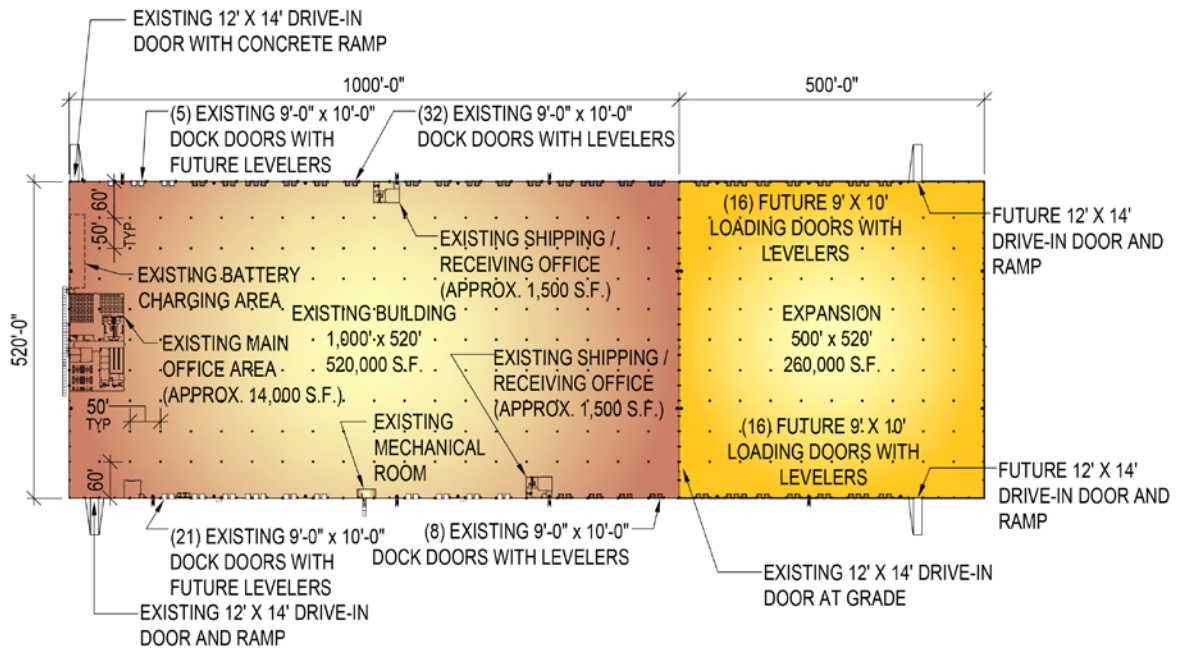 EXISTING 12' X 14' DRIVE-IN
DOOR WITH CONCRETE RAMP
1000'-0"
500'-0"
(5) EXISTING 9'-0" x 10'-0"
DOCK DOORS WITH
FUTURE LEVELERS
(32) EXISTING 9'-0" x 10'-0"
DOCK DOORS WITH LEVELERS
520'-0"
60'
50'
TYP
EXISTING BATTERY
CHARGING AREA
EXISTING SHIPPING /
RECEIVING OFFICE
(APPROX. 1,500 S.F.)
(16) FUTURE 9' X 10'
LOADING DOORS WITH
LEVELERS
FUTURE 12' X 14'
DRIVE-IN DOOR AND
RAMP
EXISTING BUILDING
1,000' x 520'
520,000 S.F.
EXPANSION
500' x 520'
260,000 S.F.
EXISTING MAIN
OFFICE AREA
(APPROX. 14,000 S.F.)
EXISTING SHIPPING /
RECEIVING OFFICE
(APPROX. 1,500 S.F.)
50'
TYP
60'
EXISTING
MECHANICAL
ROOM
(16) FUTURE 9' X 10'
LOADING DOORS WITH
LEVELERS
FUTURE 12' X 14'
DRIVE-IN DOOR AND
RAMP
(21) EXISTING 9'-0" x 10'-0"
DOCK DOORS WITH
FUTURE LEVELERS
(8) EXISTING 9'-0" x 10'-0"
DOCK DOORS WITH LEVELERS
EXISTING 12' X 14' DRIVE-IN
DOOR AT GRADE
EXISTING 12' X 14' DRIVE-IN
DOOR AND RAMP